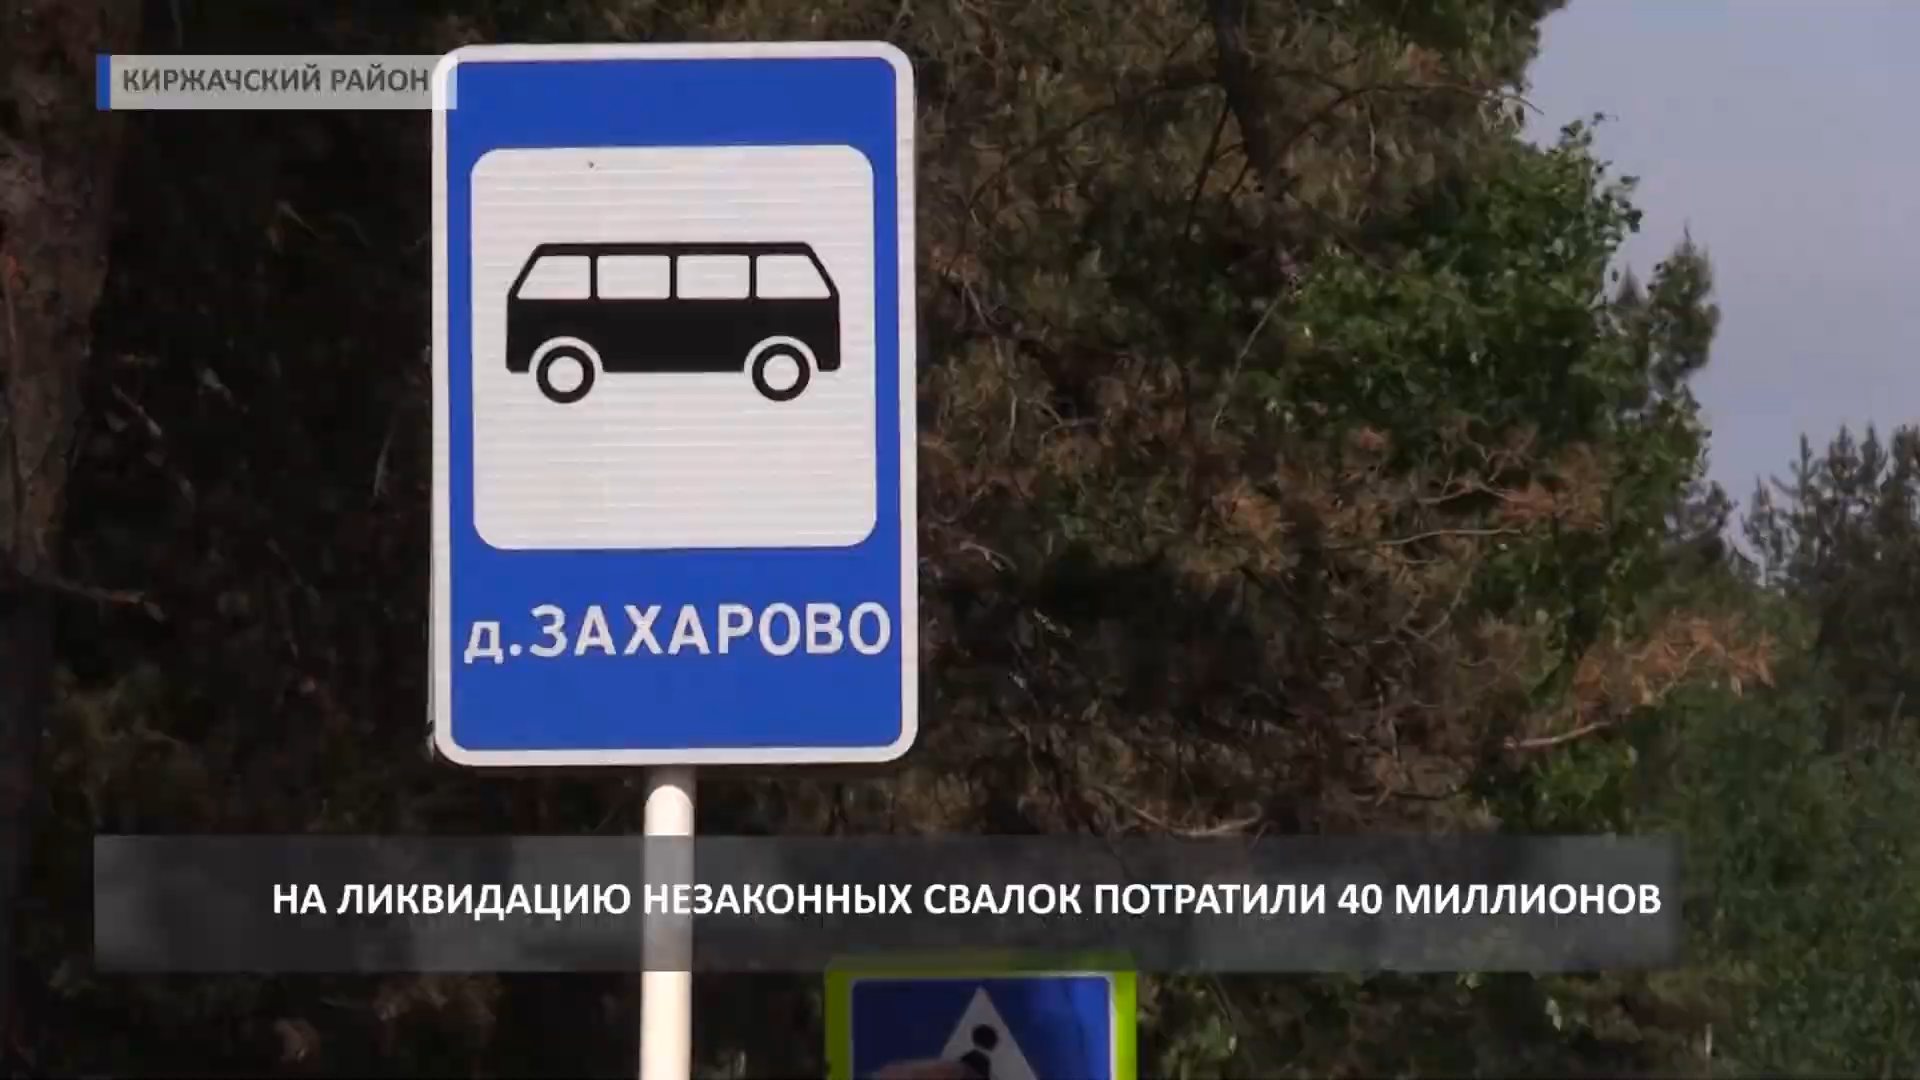 КИРЖАЧСКИЙ РАЙОН
д.ЗАХАРОВО
НА ЛИКВИДАЦИЮ НЕЗАКОННЫХ СВАЛОК ПОТРАТИЛИ 40 МИЛЛИОНОВ